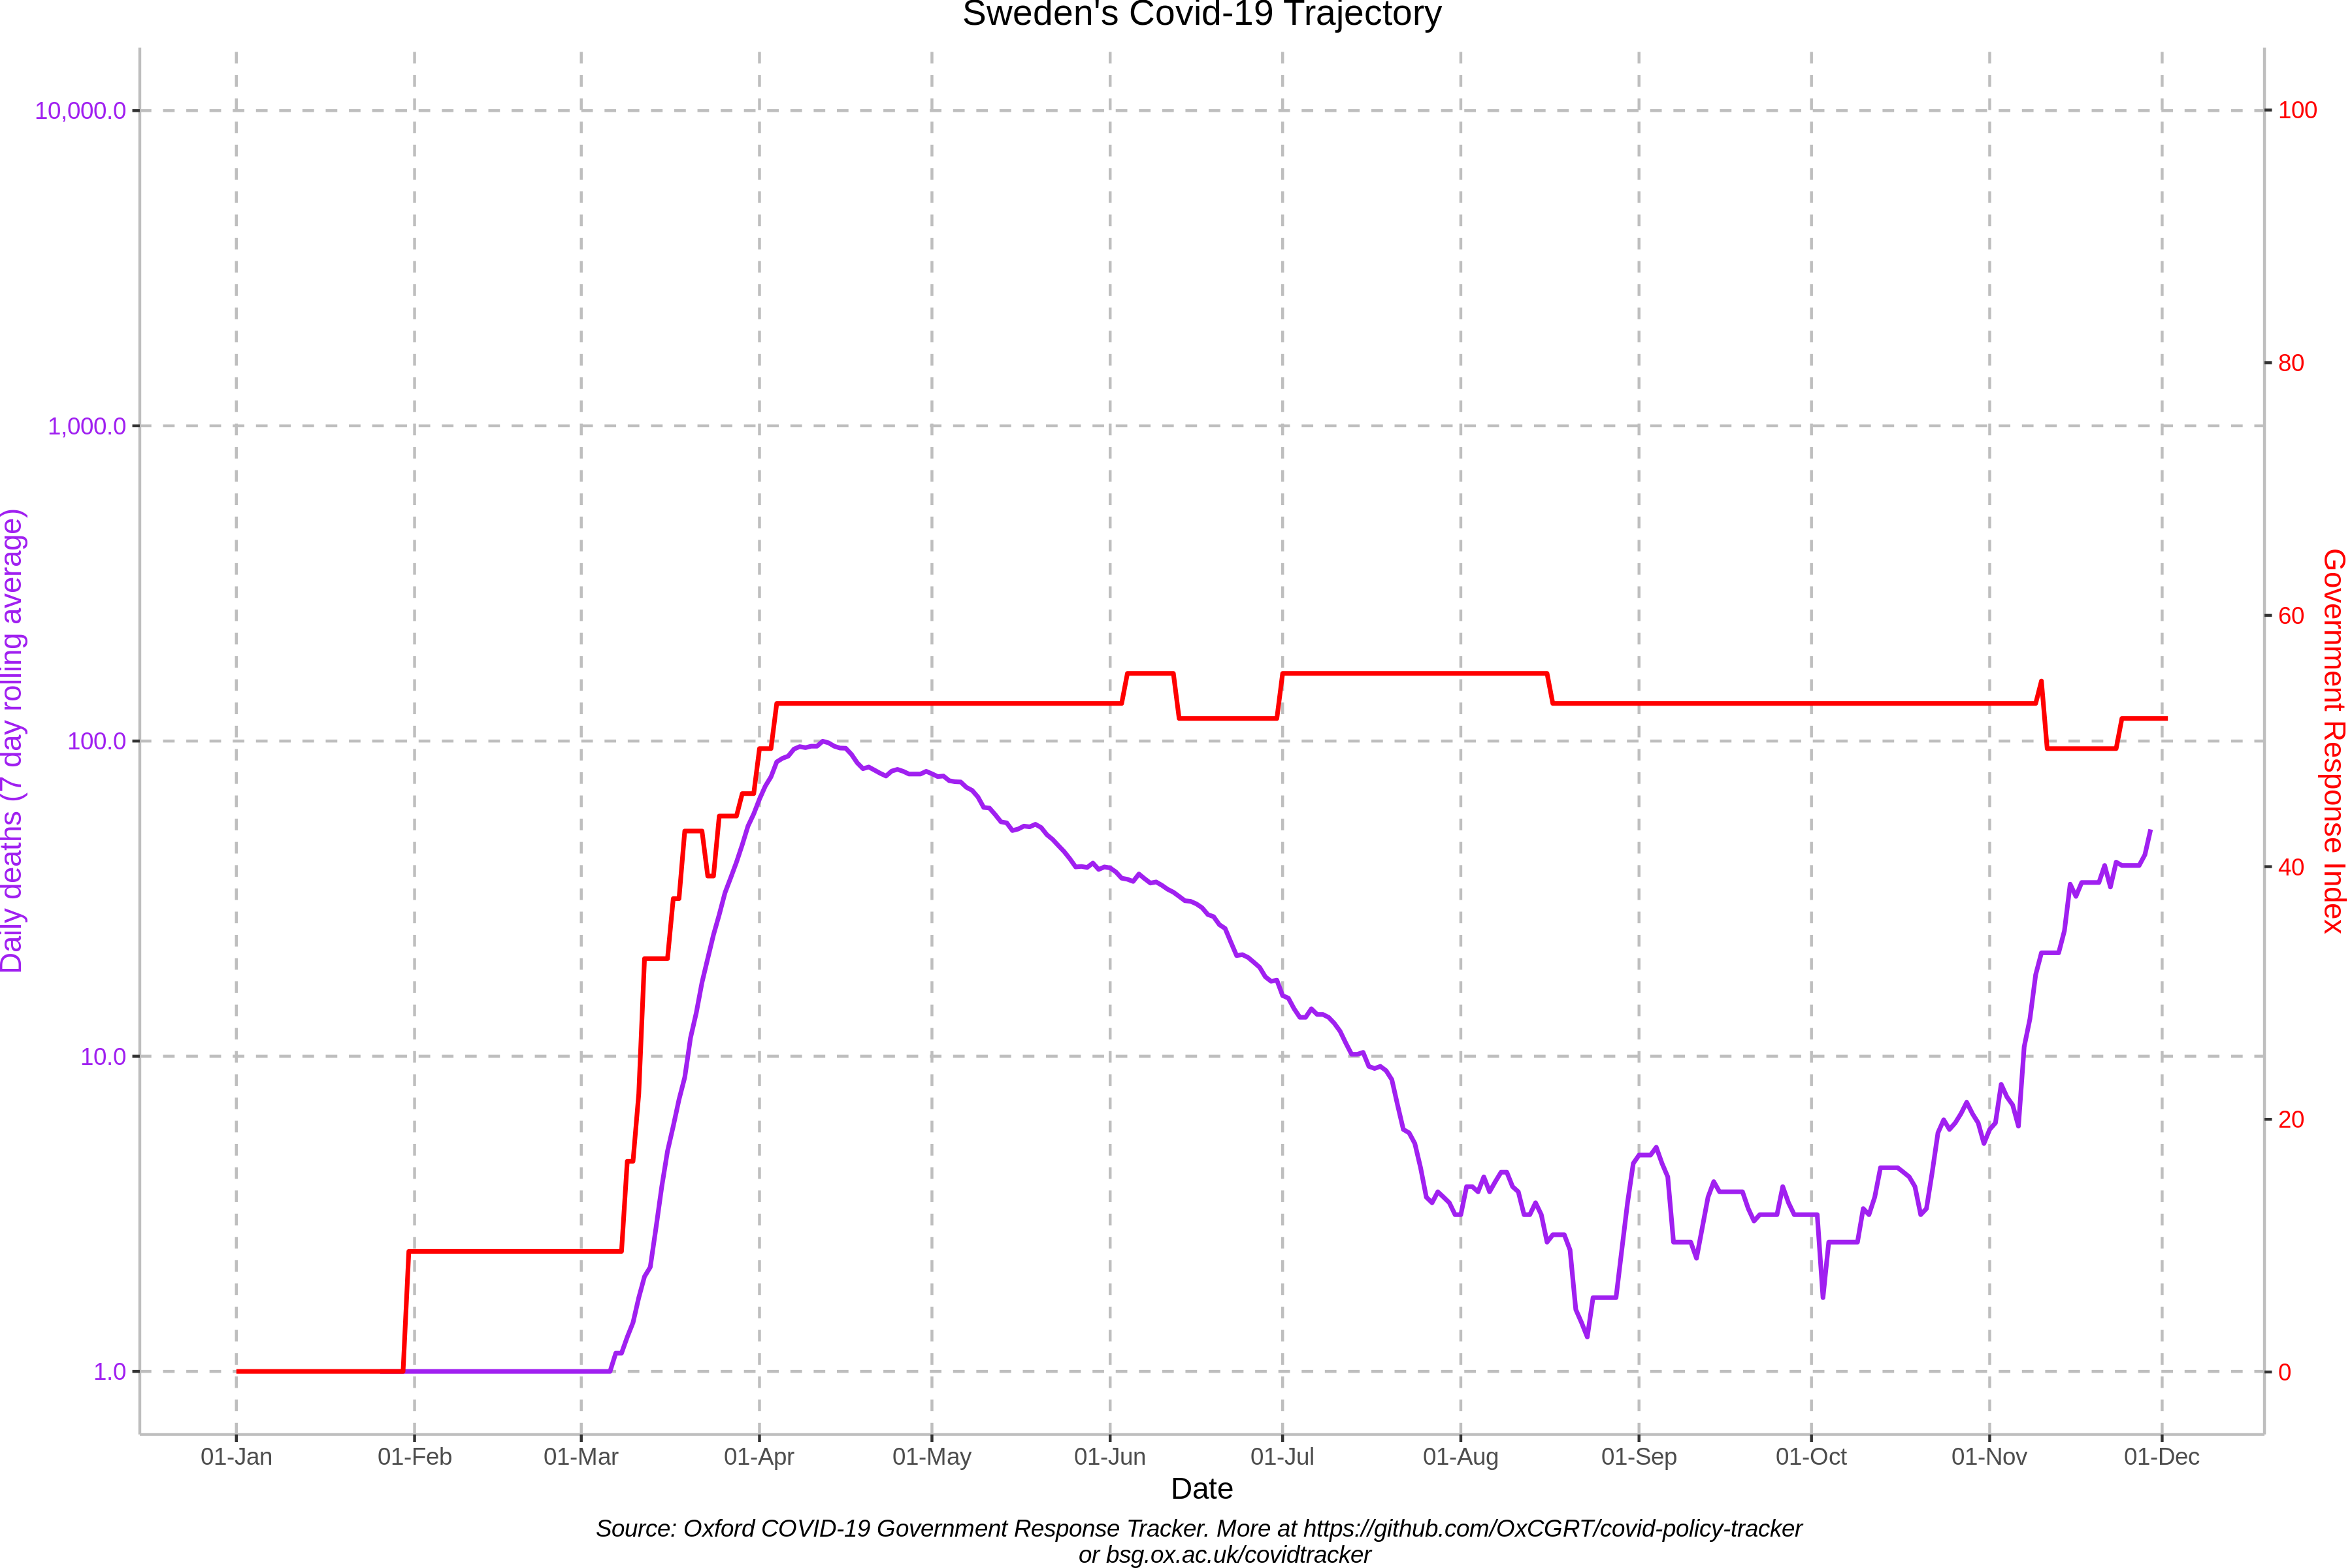 Sweden's Covid-19 Trajectory
10,000.0
1,000.0
100.0
10.0
1.0
Daily deaths (7 day rolling average)
100
80
60
40
20
0
Government Response Index
01-Jan
01-Feb
01-Mar
01-Apr
01-May
01-Jun
01-Jul
01-Aug
01-Sep
01-Oct
01-Nov
01-Dec
Date
Source: Oxford COVID-19 Government Response Tracker. More at https://github.com/OxCGRT/covid-policy-tracker
or bsg.ox.ac.uk/covidtracker